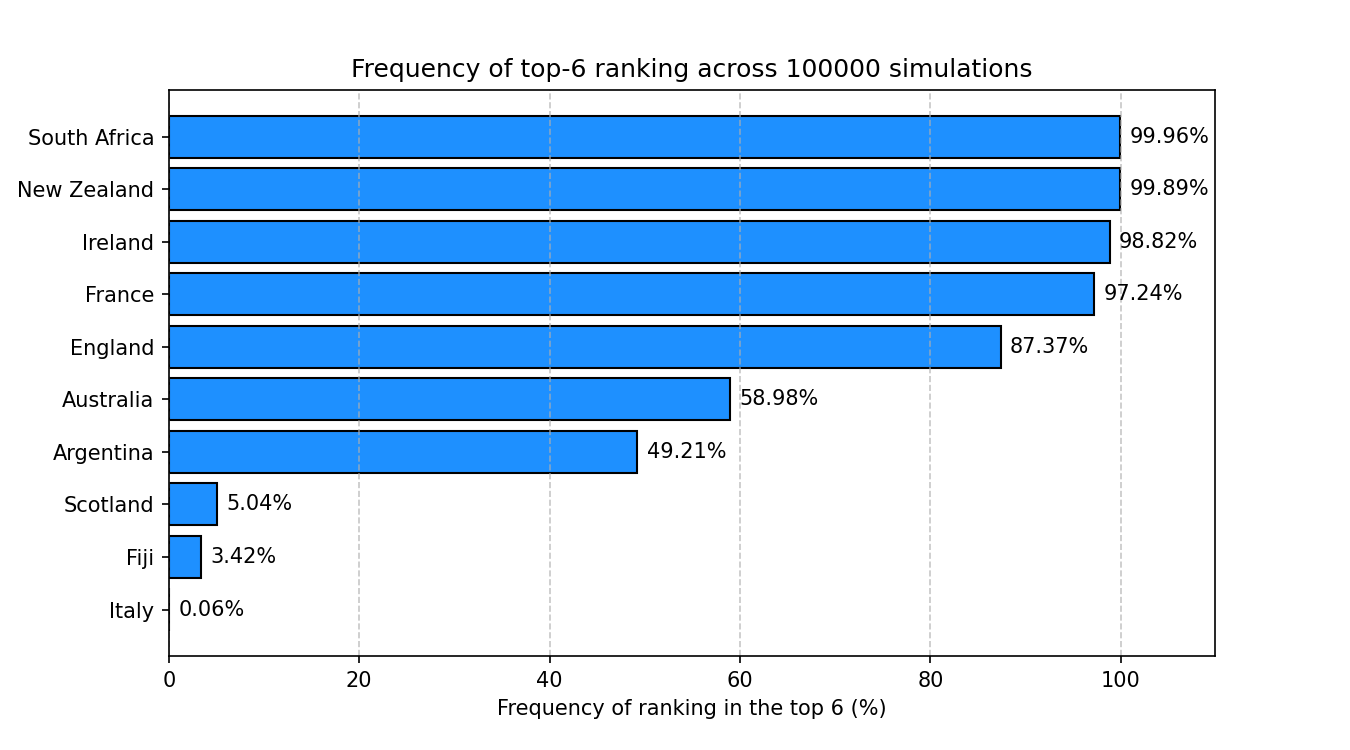 Frequency of top-6 ranking across 100000 simulations
South Africa 99.96%
New Zealand 99.89%
Ireland 98.82%
France 97.24%
England 87.37%
Australia 58.98%
Argentina 49.21%
Scotland 5.04%
Fiji 3.42%
Italy 0.06%
0 20 40 60 80 100
Frequency of ranking in the top 6 (%)